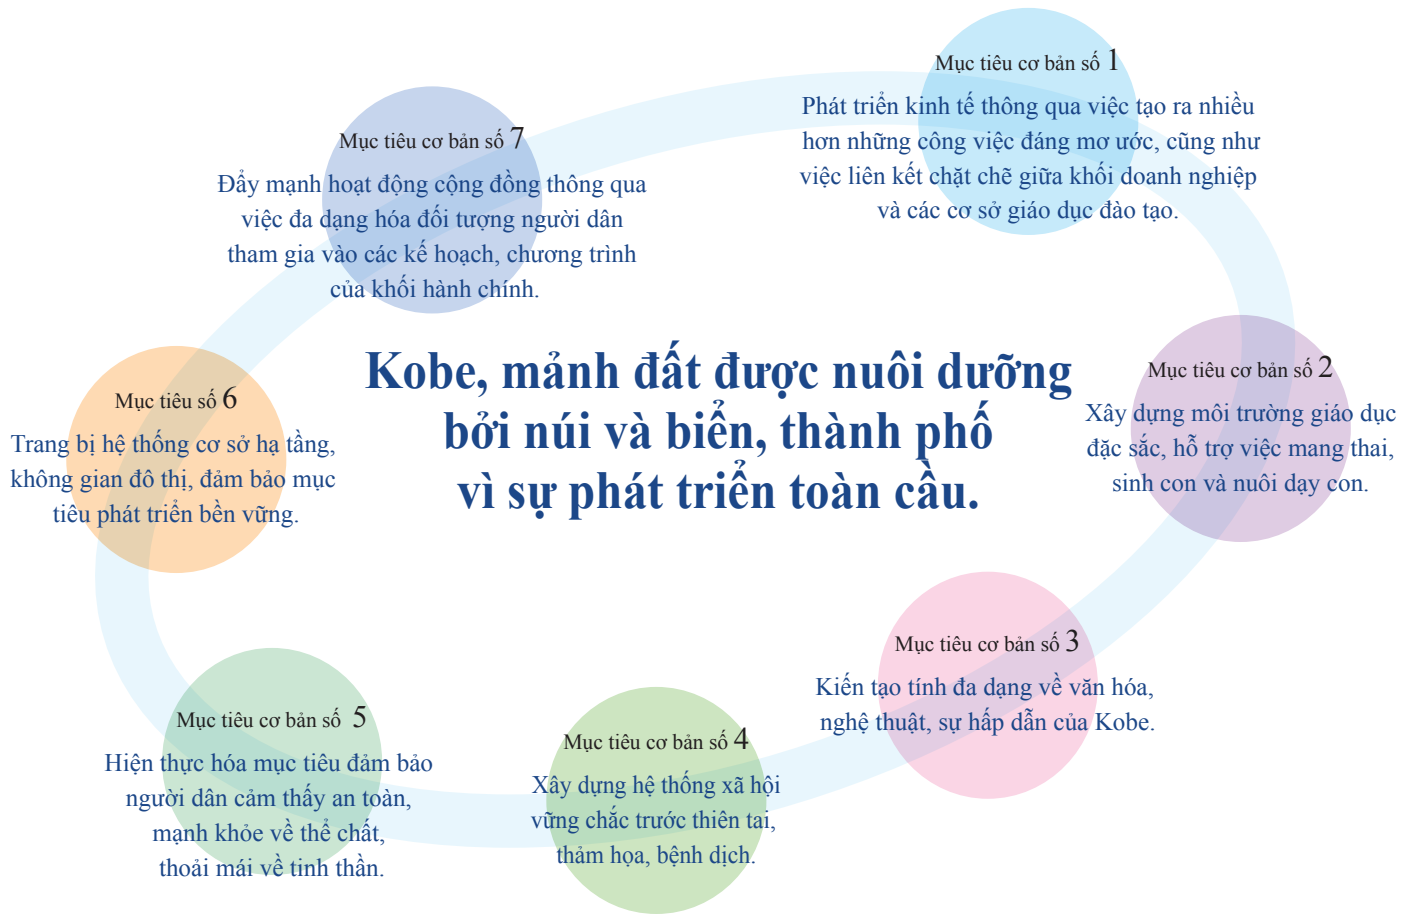 Kobe, mảnh đất được nuôi dưỡng
bởi núi và biển, thành phố
vì sự phát triển toàn cầu.
Mục tiêu cơ bản số 1
Phát triển kinh tế thông qua việc tạo ra nhiều
hơn những công việc đáng mơ ước, cũng như
việc liên kết chặt chẽ giữa khối doanh nghiệp
và các cơ sở giáo dục đào tạo.
Mục tiêu cơ bản số 2
Xây dựng môi trường giáo dục
đặc sắc, hỗ trợ việc mang thai,
sinh con và nuôi dạy con.
Mục tiêu cơ bản số 3
Kiến tạo tính đa dạng về văn hóa,
nghệ thuật, sự hấp dẫn của Kobe.
Mục tiêu cơ bản số 4
Xây dựng hệ thống xã hội
vững chắc trước thiên tai,
thảm họa, bệnh dịch.
Mục tiêu cơ bản số 5
Hiện thực hóa mục tiêu đảm bảo
người dân cảm thấy an toàn,
mạnh khỏe về thể chất,
thoải mái về tinh thần.
Mục tiêu số 6
Trang bị hệ thống cơ sở hạ tầng,
không gian đô thị, đảm bảo mục
tiêu phát triển bền vững.
Mục tiêu cơ bản số 7
Đẩy mạnh hoạt động cộng đồng thông qua
việc đa dạng hóa đối tượng người dân
tham gia vào các kế hoạch, chương trình
của khối hành chính.